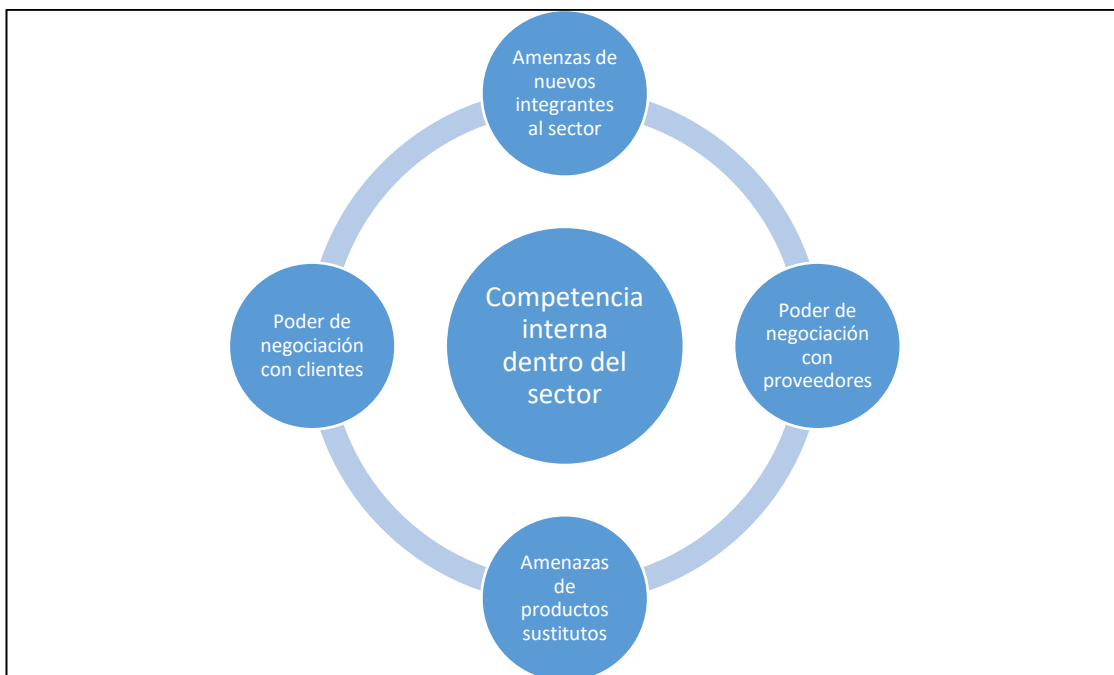 Amenzas de
nuevos
integrantes
al sector
Poder de
negociación
con clientes
Competencia
interna
dentro del
sector
Poder de
negociación
con
proveedores
Amenazas
de
productos
sustitutos